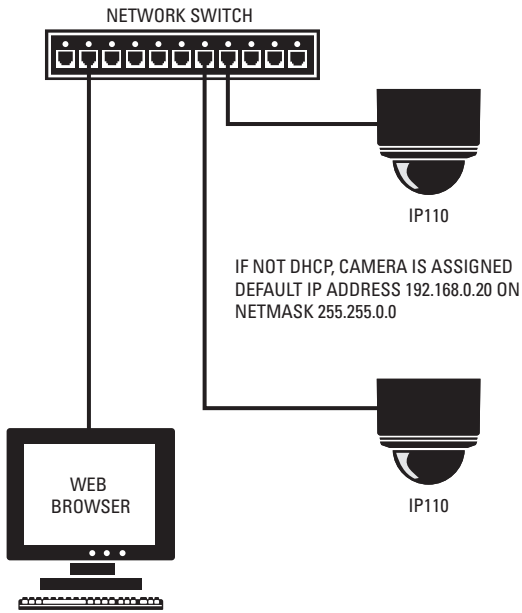 NETWORK SWITCH
IP110
IF NOT DHCP, CAMERA IS ASSIGNED
DEFAULT IP ADDRESS 192.168.0.20 ON
NETMASK 255.255.0.0
IP110
WEB
BROWSER